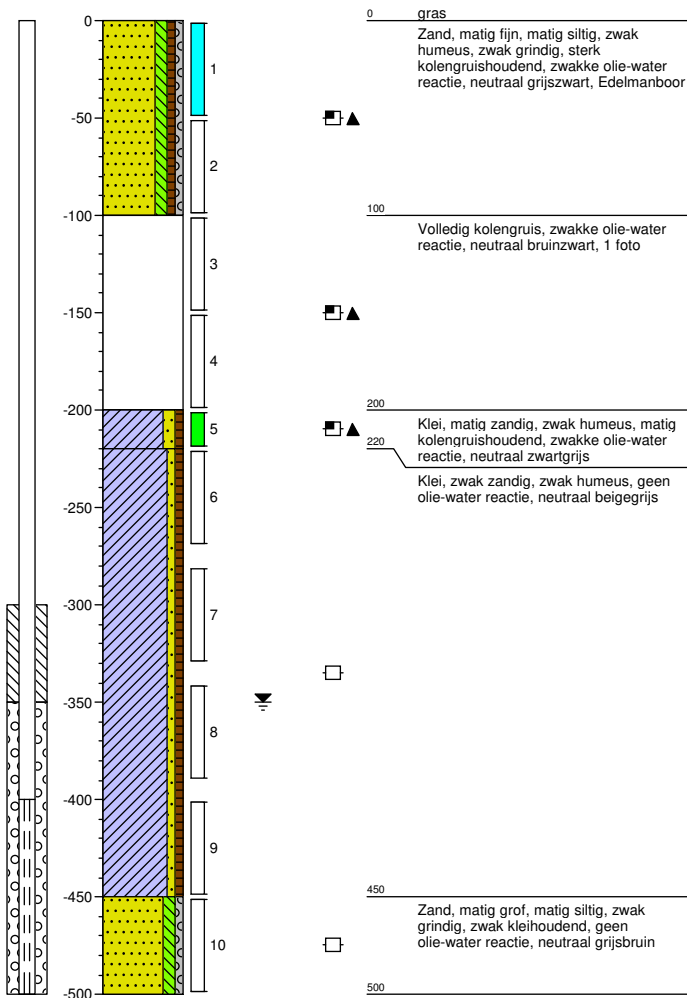 0 gras
Zand, matig fijn, matig siltig, zwak
humeus, zwak grindig, sterk
kolengruishoudend, zwakke olie-water
reactie, neutraal grijszwart, Edelmanboor
100
Volledig kolengruis, zwakke olie-water
reactie, neutraal bruinzwart, 1 foto
200
Klei, matig zandig, zwak humeus, matig
kolengruishoudend, zwakke olie-water
reactie, neutraal zwartgrijs
220
Klei, zwak zandig, zwak humeus, geen
olie-water reactie, neutraal beigegrijs
450
Zand, matig grof, matig siltig, zwak
grindig, zwak kleihoudend, geen
olie-water reactie, neutraal grijsbruin
500
0
-50
-100
-150
-200
-250
-300
-350
-400
-450
-500
1
2
3
4
5
6
7
8
9
10